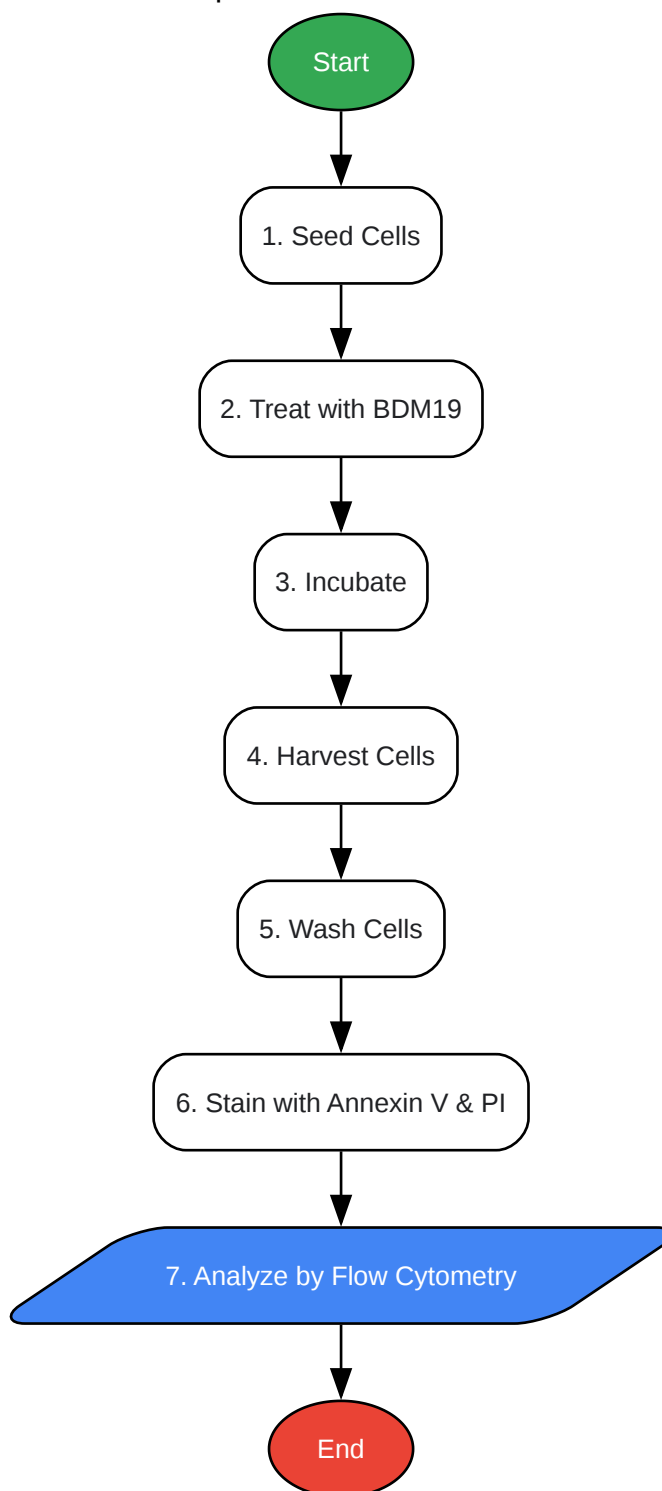 Start
1. Seed Cells
2. Treat with BDM19
3. Incubate
4. Harvest Cells
5. Wash Cells
6. Stain with Annexin V & PI
7. Analyze by Flow Cytometry
End